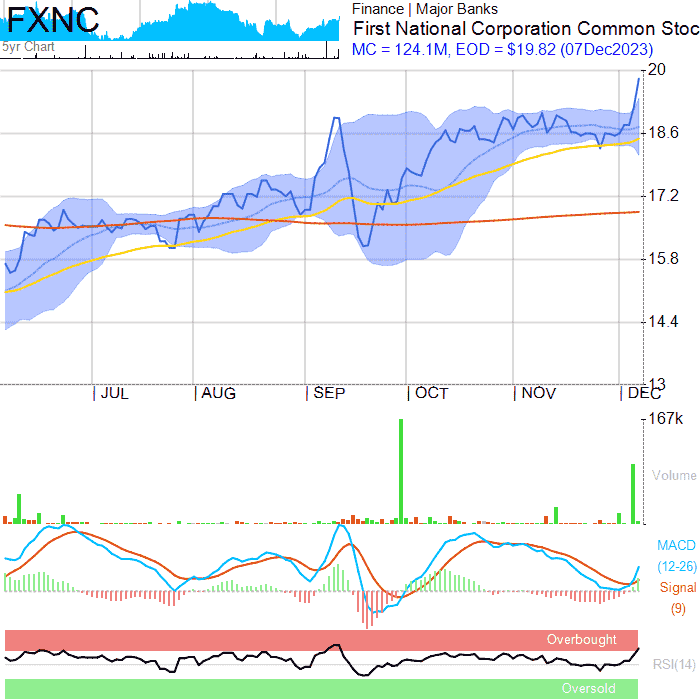 FXNC
5yr Chart
Finance | Major Banks
First National Corporation Common Stoc
MC = 124.1M, EOD = $19.82 (07Dec2023)
20
18.6
17.2
15.8
14.4
13
JUL AUG SEP OCT NOV DEC
167k
Volume
MACD
(12-26)
Signal
(9)
Overbought
RSI(14)
Oversold